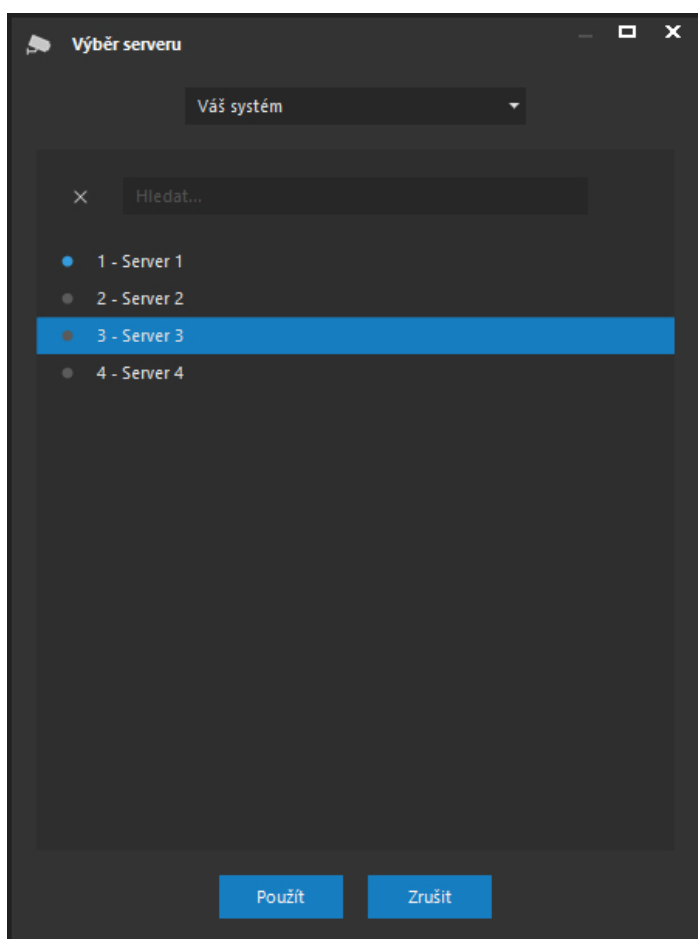 Výběr serveru
Váš systém
Hledat...
1 - Server 1
2 - Server 2
3 - Server 3
4 - Server 4
Použít Zrušit